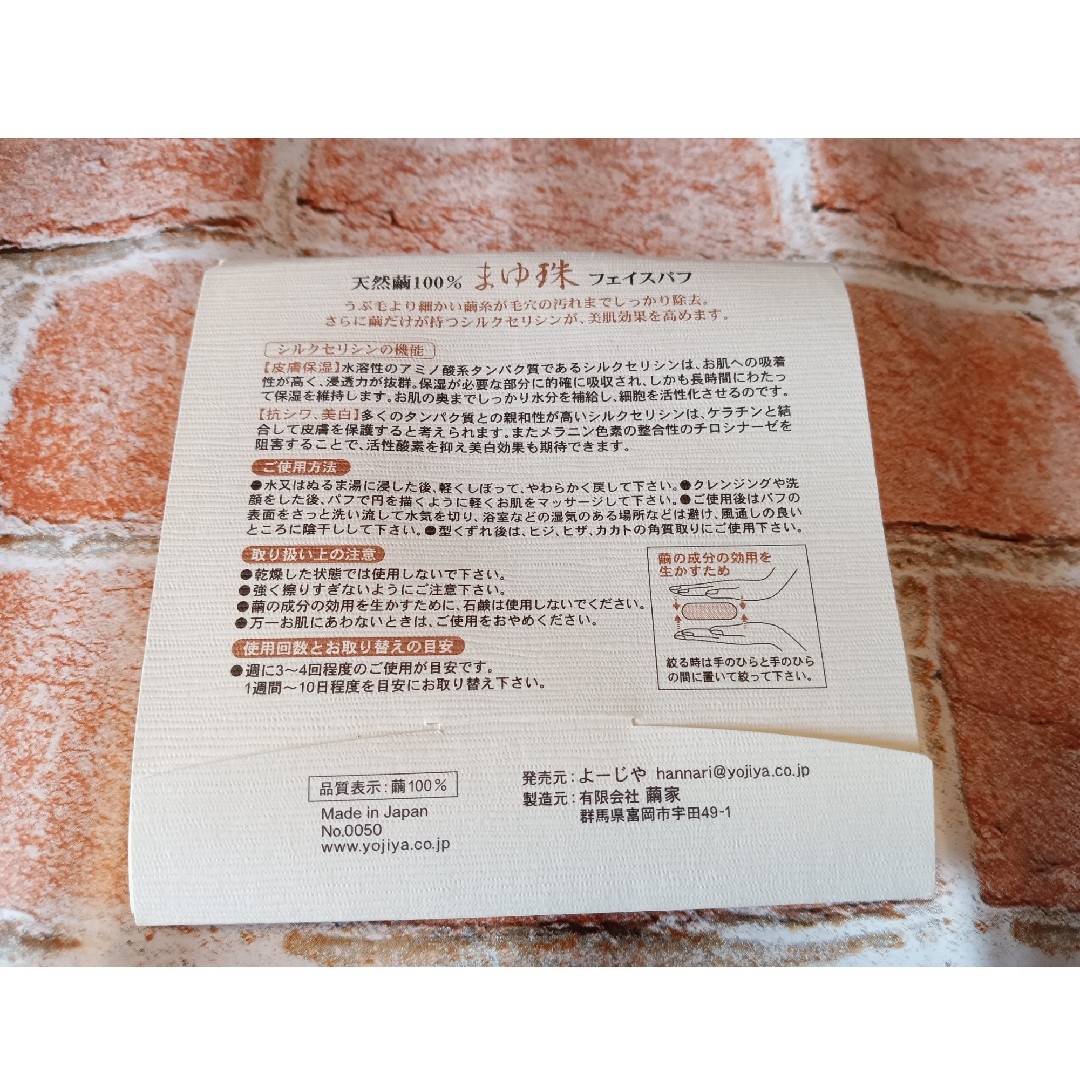 天然繭100% まゆ珠 フェイスパフ
うぶ毛より細かい繭糸が毛穴の汚れまでしっかり除去。
さらに繭だけが持つシルクセリシンが、美肌効果を高めます。
シルクセリシンの機能
【皮膚保湿】水溶性のアミノ酸系タンパク質であるシルクセリシンは、お肌への吸着
性が高く、浸透力が抜群。保湿が必要な部分に的確に吸収され、しかも長時間にわたっ
て保湿を維持します。お肌の奥までしっかり水分を補給し、細胞を活性化させるのです。
【抗シワ、美白】多くのタンパク質との親和性が高いシルクセリシンは、ケラチンと結
合して皮膚を保護すると考えられます。またメラニン色素の整合性のチロシナーゼを
阻害することで、活性酸素を抑え美白効果も期待できます。
ご使用方法
●水又はぬるま湯に浸した後、軽くしぼって、やわらかく戻して下さい。●クレンジングや洗
顔をした後、パフで円を描くように軽くお肌をマッサージして下さい。●ご使用後はパフの
表面をさっと洗い流して水気を切り、浴室などの湿気のある場所などは避け、風通しの良い
ところに陰干しして下さい。●型くずれ後は、ヒジ、ヒザ、カカトの角質取りにご使用下さい。
取り扱い上の注意
●乾燥した状態では使用しないで下さい。
●強く擦りすぎないようにご注意下さい。
●繭の成分の効用を生かすために、石鹸は使用しないでください。
●万一お肌にあわないときは、ご使用をおやめください。
使用回数とお取り替えの目安
●週に3〜4回程度のご使用が目安です。
1週間〜10日程度を目安にお取り替え下さい。
繭の成分の効用を
生かすため
絞る時は手のひらと手のひら
の間に置いて絞って下さい。
品質表示:繭100%
Made in Japan
No.0050
www.yojiya.co.jp
発売元:よーじや hannari@yojiya.co.jp
製造元:有限会社 繭家
群馬県富岡市宇田49-1